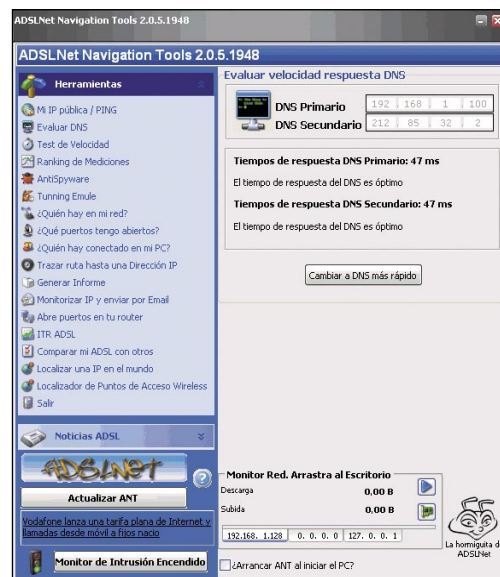 ADSLNet Navigation Tools 2.0.5.1948
ADSLNet Navigation Tools 2.0.5.1948
Herramientas
Mi IP pública / PING
Evaluar DNS
Test de Velocidad
Ranking de Mediciones
AntiSpyware
Tunning Emule
¿Quién hay en mi red?
¿Qué puertos tengo abiertos?
¿Quién hay conectado en mi PC?
Trazar ruta hasta una Dirección IP
Generar Informe
Monitorizar IP y enviar por Email
Abre puertos en tu router
ITR ADSL
Comparar mi ADSL con otros
Localizar una IP en el mundo
Localizador de Puntos de Acceso Wireless
Salir
Noticias ADSL
ADSLNET
Actualizar ANT
Vodafone lanza una tarifa plana de Internet y
llamadas desde móvil a fijos nacio
Monitor de Intrusión Encendido
Evaluar velocidad respuesta DNS
DNS Primario 192 168 1 100
DNS Secundario 212 85 32 2
Tiempos de respuesta DNS Primario: 47 ms
El tiempo de respuesta del DNS es óptimo
Tiempos de respuesta DNS Secundario: 47 ms
El tiempo de respuesta del DNS es óptimo
Cambiar a DNS más rápido
Monitor Red. Arrastra al Escritorio
Descarga 0,00 B
Subida 0,00 B
192.168. 1.128 0. 0. 0. 0 127. 0. 0. 1
¿Arrancar ANT al iniciar el PC?
La hormiguita de
ADSLNet